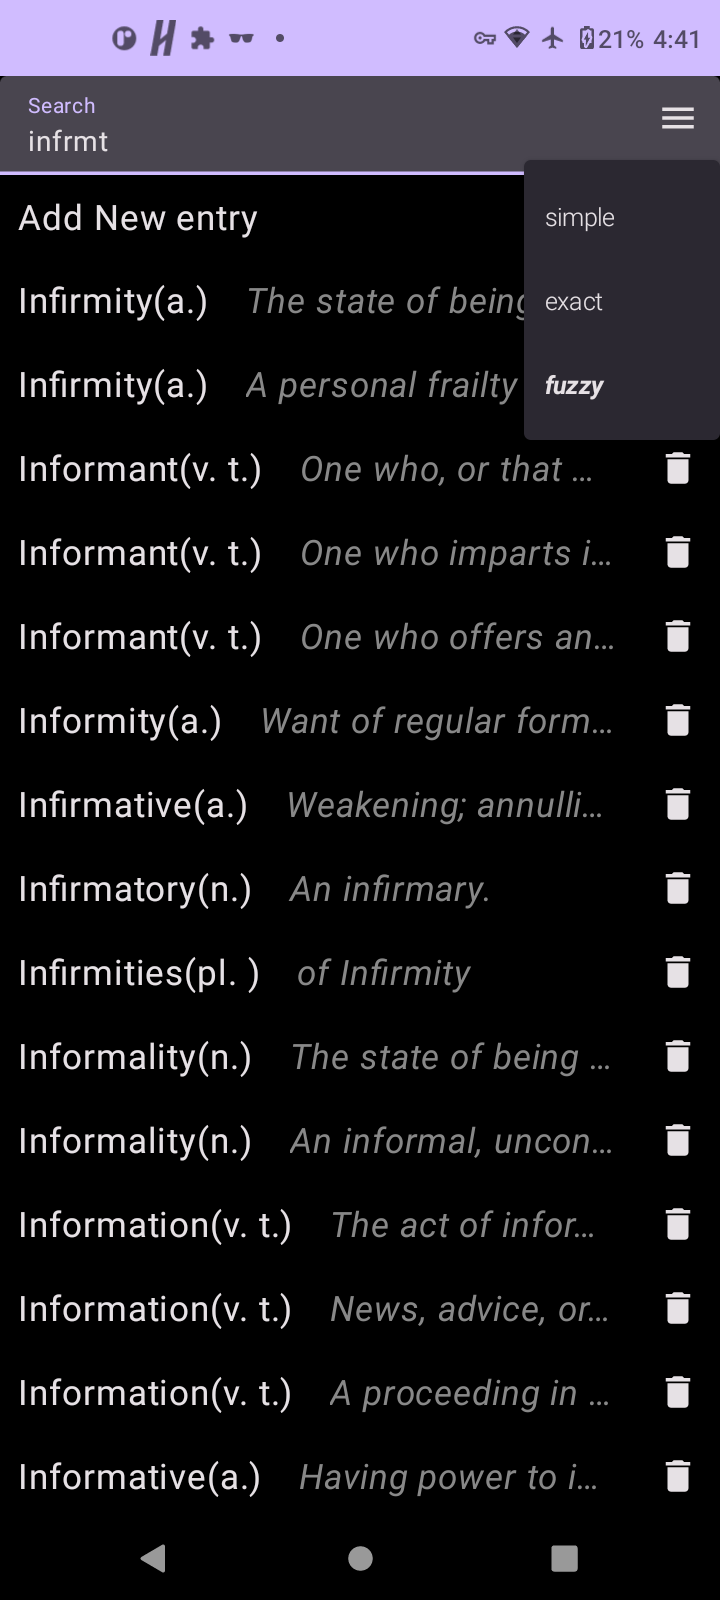 21% 4:41
Search
infrmt
simple
exact
fuzzy
Add New entry
Infirmity(a.) The state of being
Infirmity(a.) A personal frailty
Informant(v. t.) One who, or that …
Informant(v. t.) One who imparts i…
Informant(v. t.) One who offers an…
Informity(a.) Want of regular form…
Infirmative(a.) Weakening; annulli…
Infirmatory(n.) An infirmary.
Infirmities(pl. ) of Infirmity
Informality(n.) The state of being …
Informality(n.) An informal, uncon…
Information(v. t.) The act of infor…
Information(v. t.) News, advice, or…
Information(v. t.) A proceeding in …
Informative(a.) Having power to i…